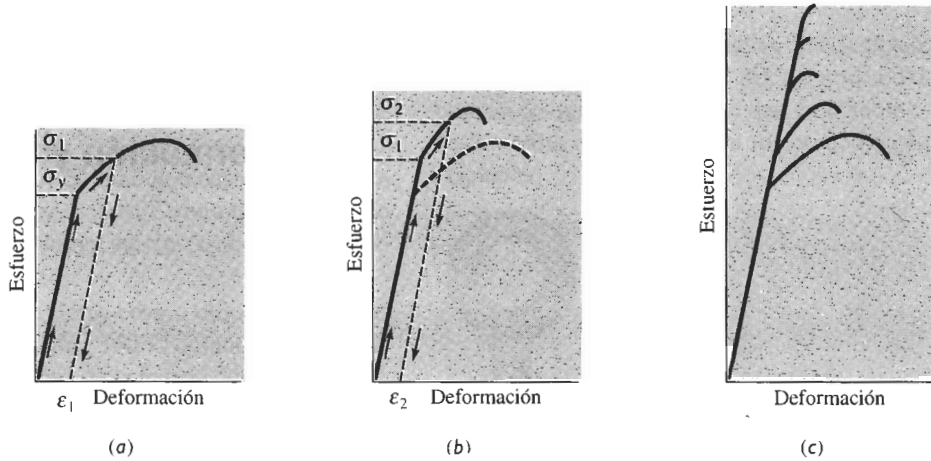 σ₁
σy
Esfuerzo
ε₁ Deformación
(a)
σ₂
σ₁
Esfuerzo
ε₂ Deformación
(b)
Esfuerzo
Deformación
(c)